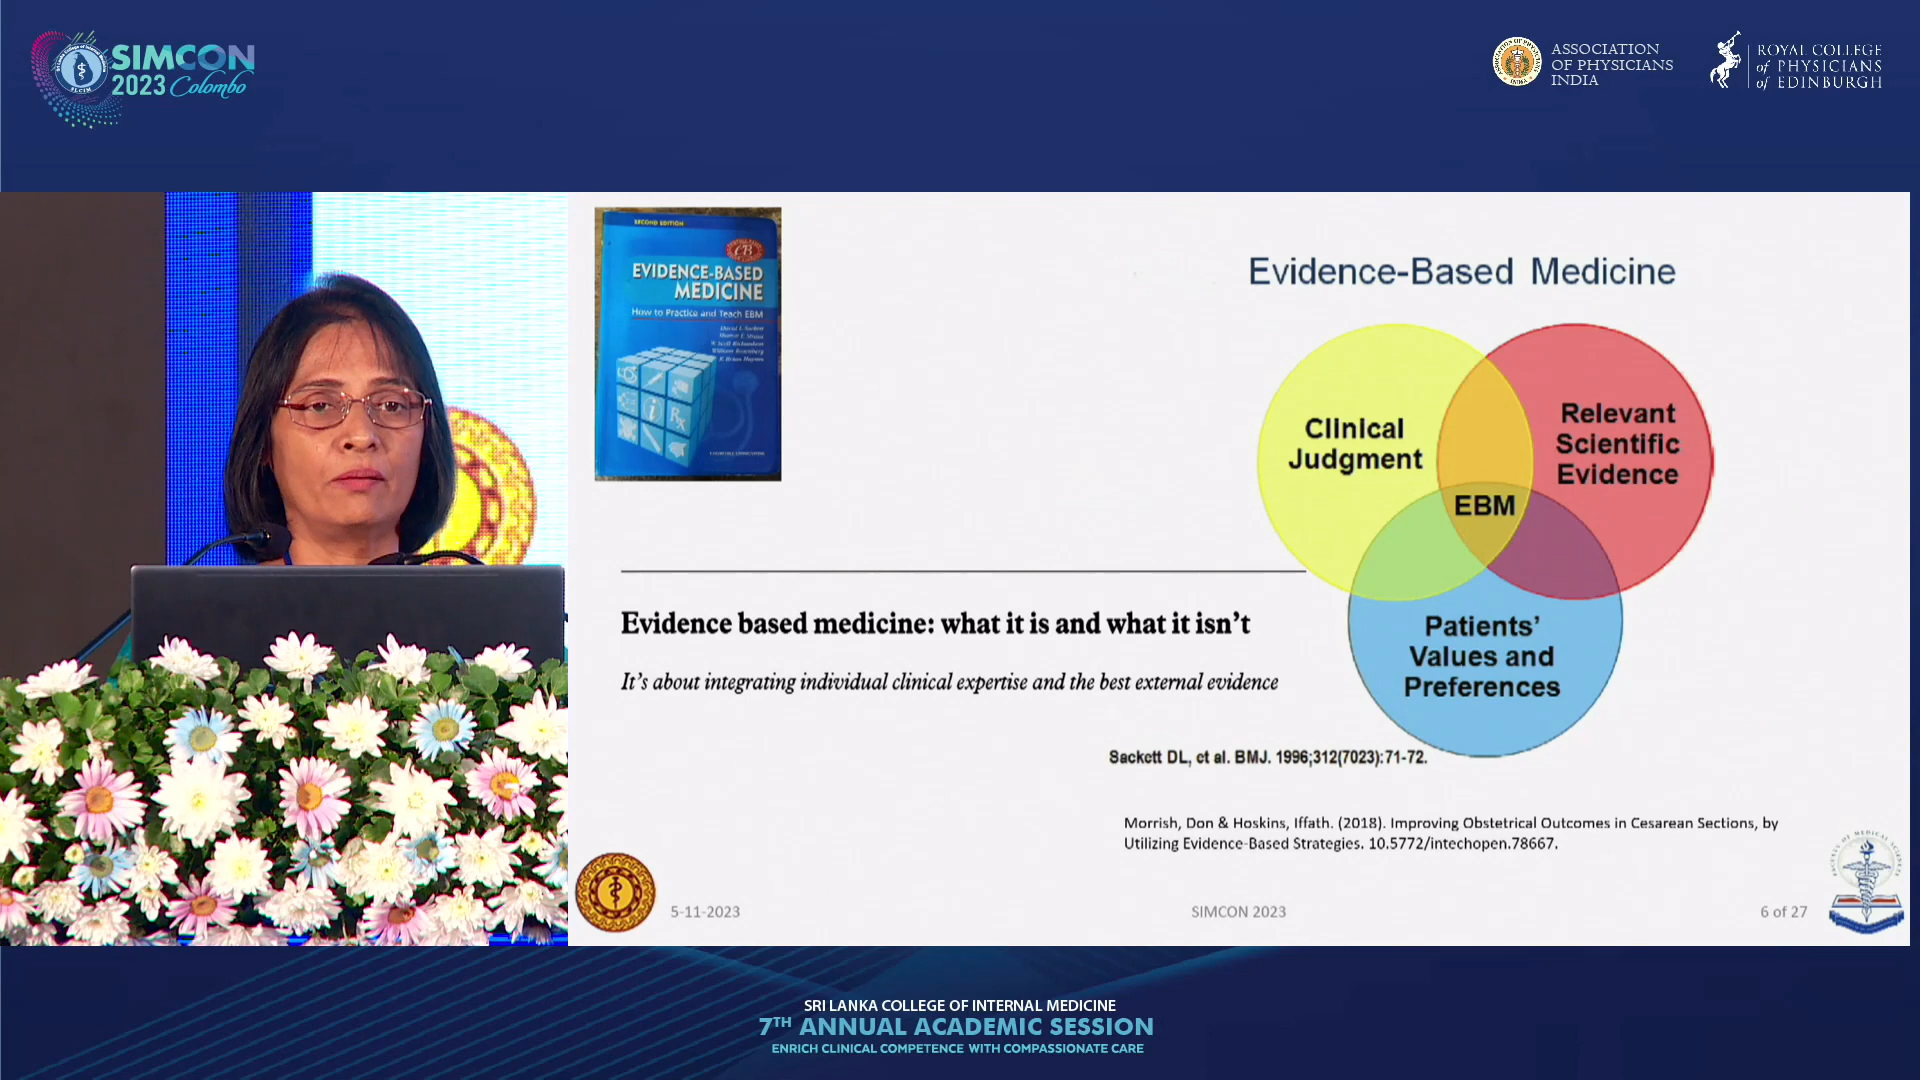 SIMCON
2023 Colombo
SLCIM
ASSOCIATION
OF PHYSICIANS
INDIA
ROYAL COLLEGE
of PHYSICIANS
of EDINBURGH
SECOND EDITION
EVIDENCE-BASED
MEDICINE
How to Practice and Teach EBM
Evidence-Based Medicine
Clinical
Judgment
Relevant
Scientific
Evidence
EBM
Patients’
Values and
Preferences
Evidence based medicine: what it is and what it isn’t
It’s about integrating individual clinical expertise and the best external evidence
Sackett DL, et al. BMJ. 1996;312(7023):71-72.
Morrish, Don & Hoskins, Iffath. (2018). Improving Obstetrical Outcomes in Cesarean Sections, by
Utilizing Evidence-Based Strategies. 10.5772/intechopen.78667.
5-11-2023
SIMCON 2023
6 of 27
SRI LANKA COLLEGE OF INTERNAL MEDICINE
7TH ANNUAL ACADEMIC SESSION
ENRICH CLINICAL COMPETENCE WITH COMPASSIONATE CARE